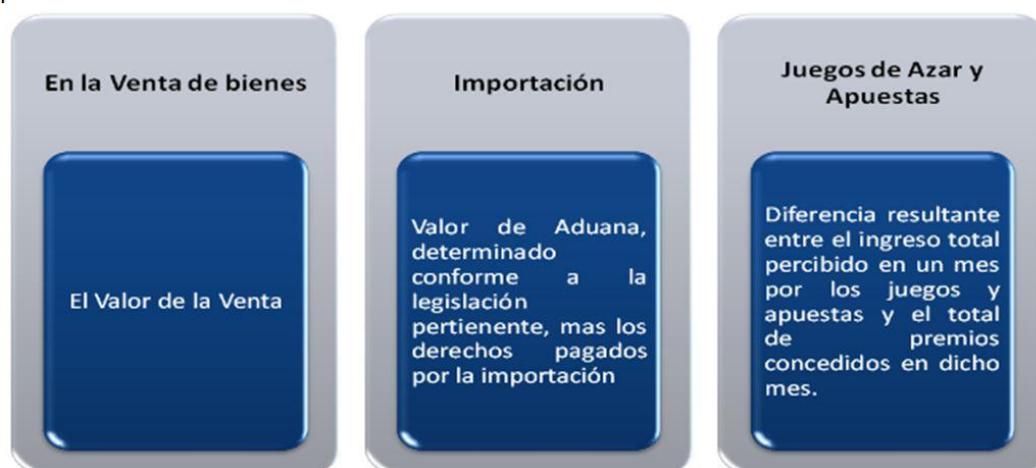 En la Venta de bienes
El Valor de la Venta
Importación
Valor de Aduana,
determinado
conforme a la
legislación
pertienente, mas los
derechos pagados
por la importación
Juegos de Azar y
Apuestas
Diferencia resultante
entre el ingreso total
percibido en un mes
por los juegos y
apuestas y el total
de premios
concedidos en dicho
mes.